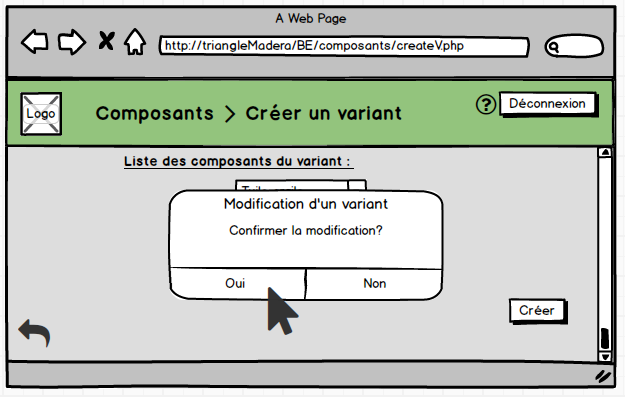 A Web Page
http://triangleMadera/BE/composants/createV.php
Logo
Composants > Créer un variant
?
Déconnexion
Liste des composants du variant :
Modification d'un variant
Confirmer la modification?
Oui
Non
Créer